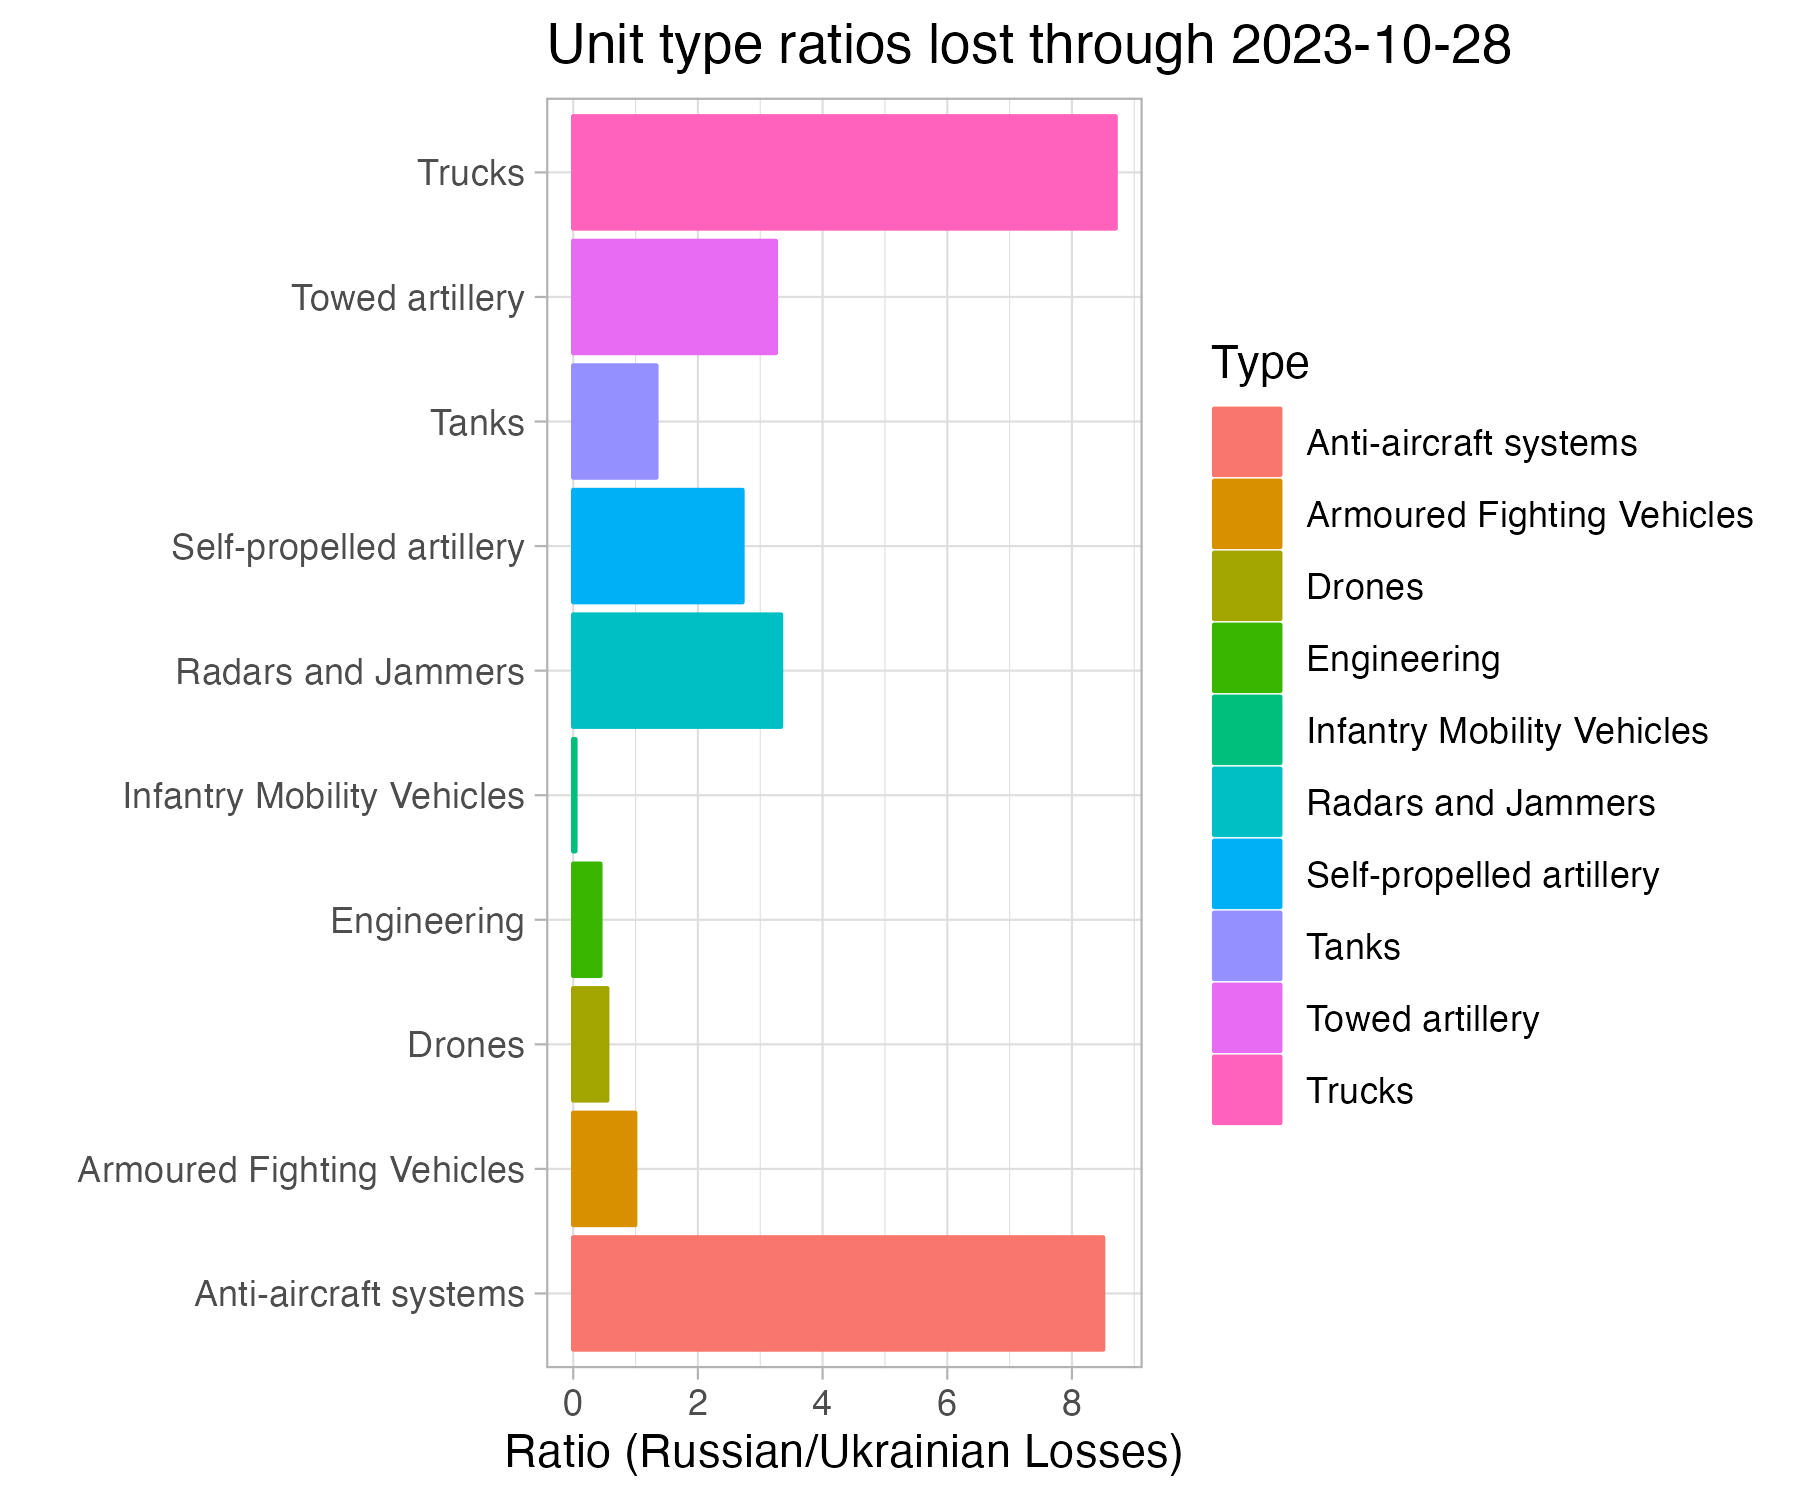 Unit type ratios lost through 2023-10-28
Trucks
Towed artillery
Tanks
Self-propelled artillery
Radars and Jammers
Infantry Mobility Vehicles
Engineering
Drones
Armoured Fighting Vehicles
Anti-aircraft systems
0 2 4 6 8
Ratio (Russian/Ukrainian Losses)
Type
Anti-aircraft systems
Armoured Fighting Vehicles
Drones
Engineering
Infantry Mobility Vehicles
Radars and Jammers
Self-propelled artillery
Tanks
Towed artillery
Trucks